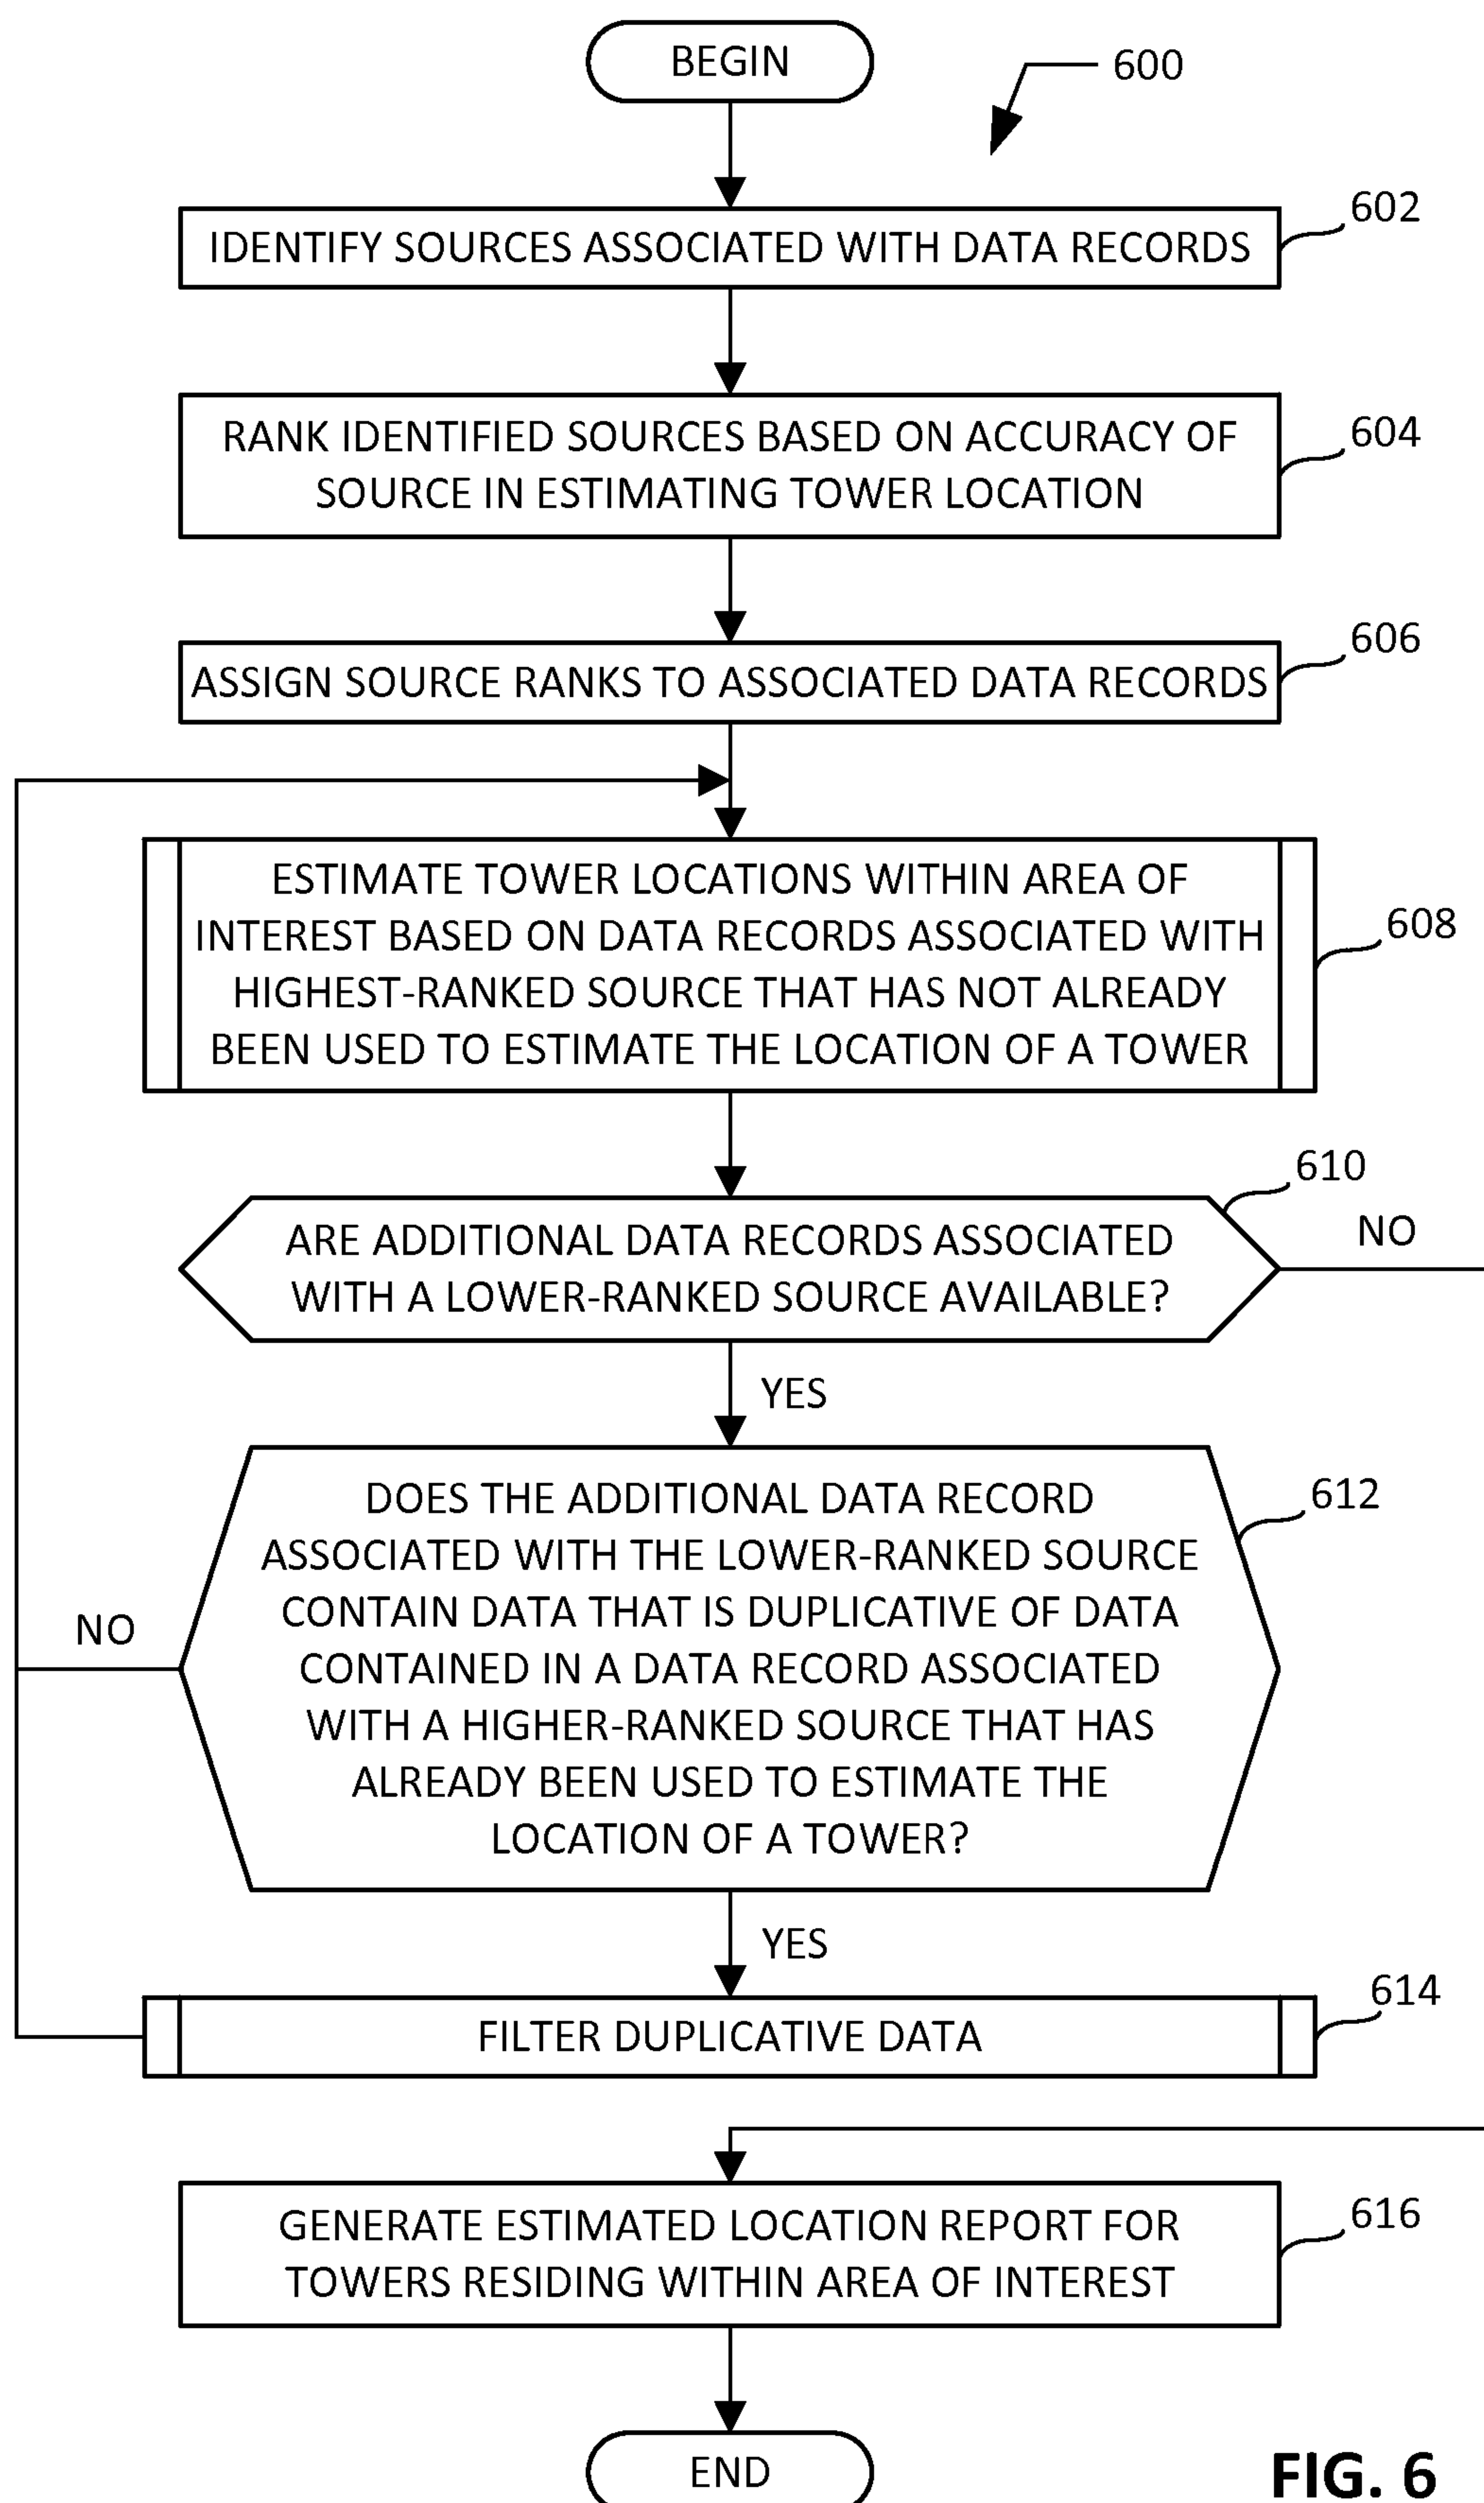 BEGIN
600
602
IDENTIFY SOURCES ASSOCIATED WITH DATA RECORDS
604
RANK IDENTIFIED SOURCES BASED ON ACCURACY OF
SOURCE IN ESTIMATING TOWER LOCATION
606
ASSIGN SOURCE RANKS TO ASSOCIATED DATA RECORDS
608
ESTIMATE TOWER LOCATIONS WITHIN AREA OF
INTEREST BASED ON DATA RECORDS ASSOCIATED WITH
HIGHEST-RANKED SOURCE THAT HAS NOT ALREADY
BEEN USED TO ESTIMATE THE LOCATION OF A TOWER
610
NO
ARE ADDITIONAL DATA RECORDS ASSOCIATED
WITH A LOWER-RANKED SOURCE AVAILABLE?
YES
612
DOES THE ADDITIONAL DATA RECORD
ASSOCIATED WITH THE LOWER-RANKED SOURCE
CONTAIN DATA THAT IS DUPLICATIVE OF DATA
CONTAINED IN A DATA RECORD ASSOCIATED
WITH A HIGHER-RANKED SOURCE THAT HAS
ALREADY BEEN USED TO ESTIMATE THE
LOCATION OF A TOWER?
NO
YES
614
FILTER DUPLICATIVE DATA
616
GENERATE ESTIMATED LOCATION REPORT FOR
TOWERS RESIDING WITHIN AREA OF INTEREST
END
FIG. 6